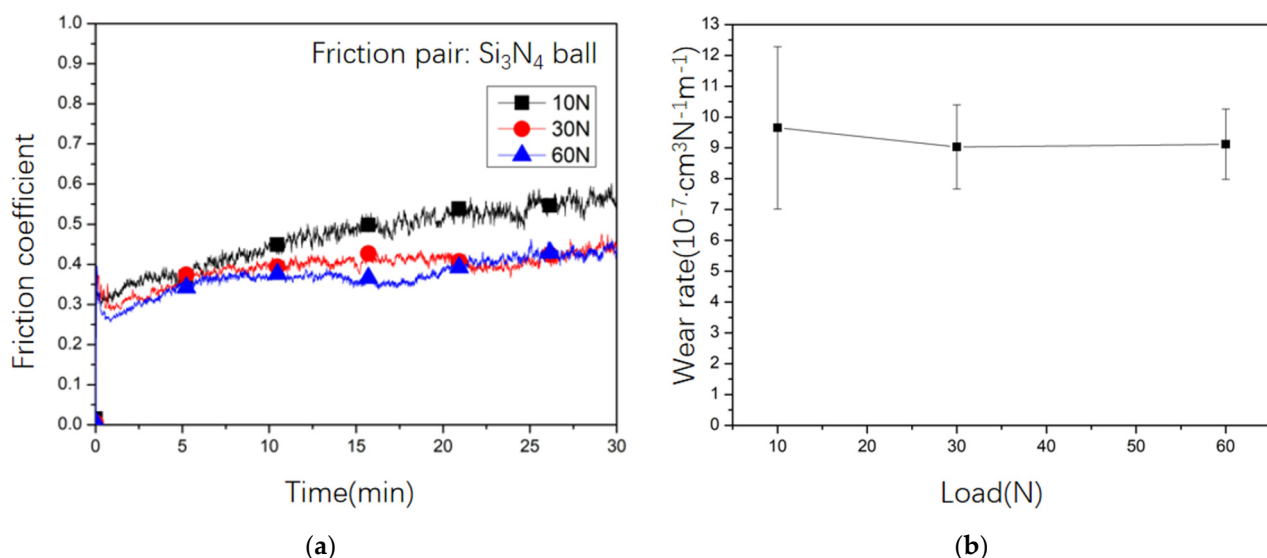 Friction coefficient
1.0
0.9
0.8
0.7
0.6
0.5
0.4
0.3
0.2
0.1
0.0
Friction pair: Si₃N₄ ball
10N
30N
60N
0 5 10 15 20 25 30
Time(min)
(a)
Wear rate(10⁻⁷·cm³N⁻¹m⁻¹)
13
12
11
10
9
8
7
6
5
4
3
2
1
0
10 20 30 40 50 60
Load(N)
(b)